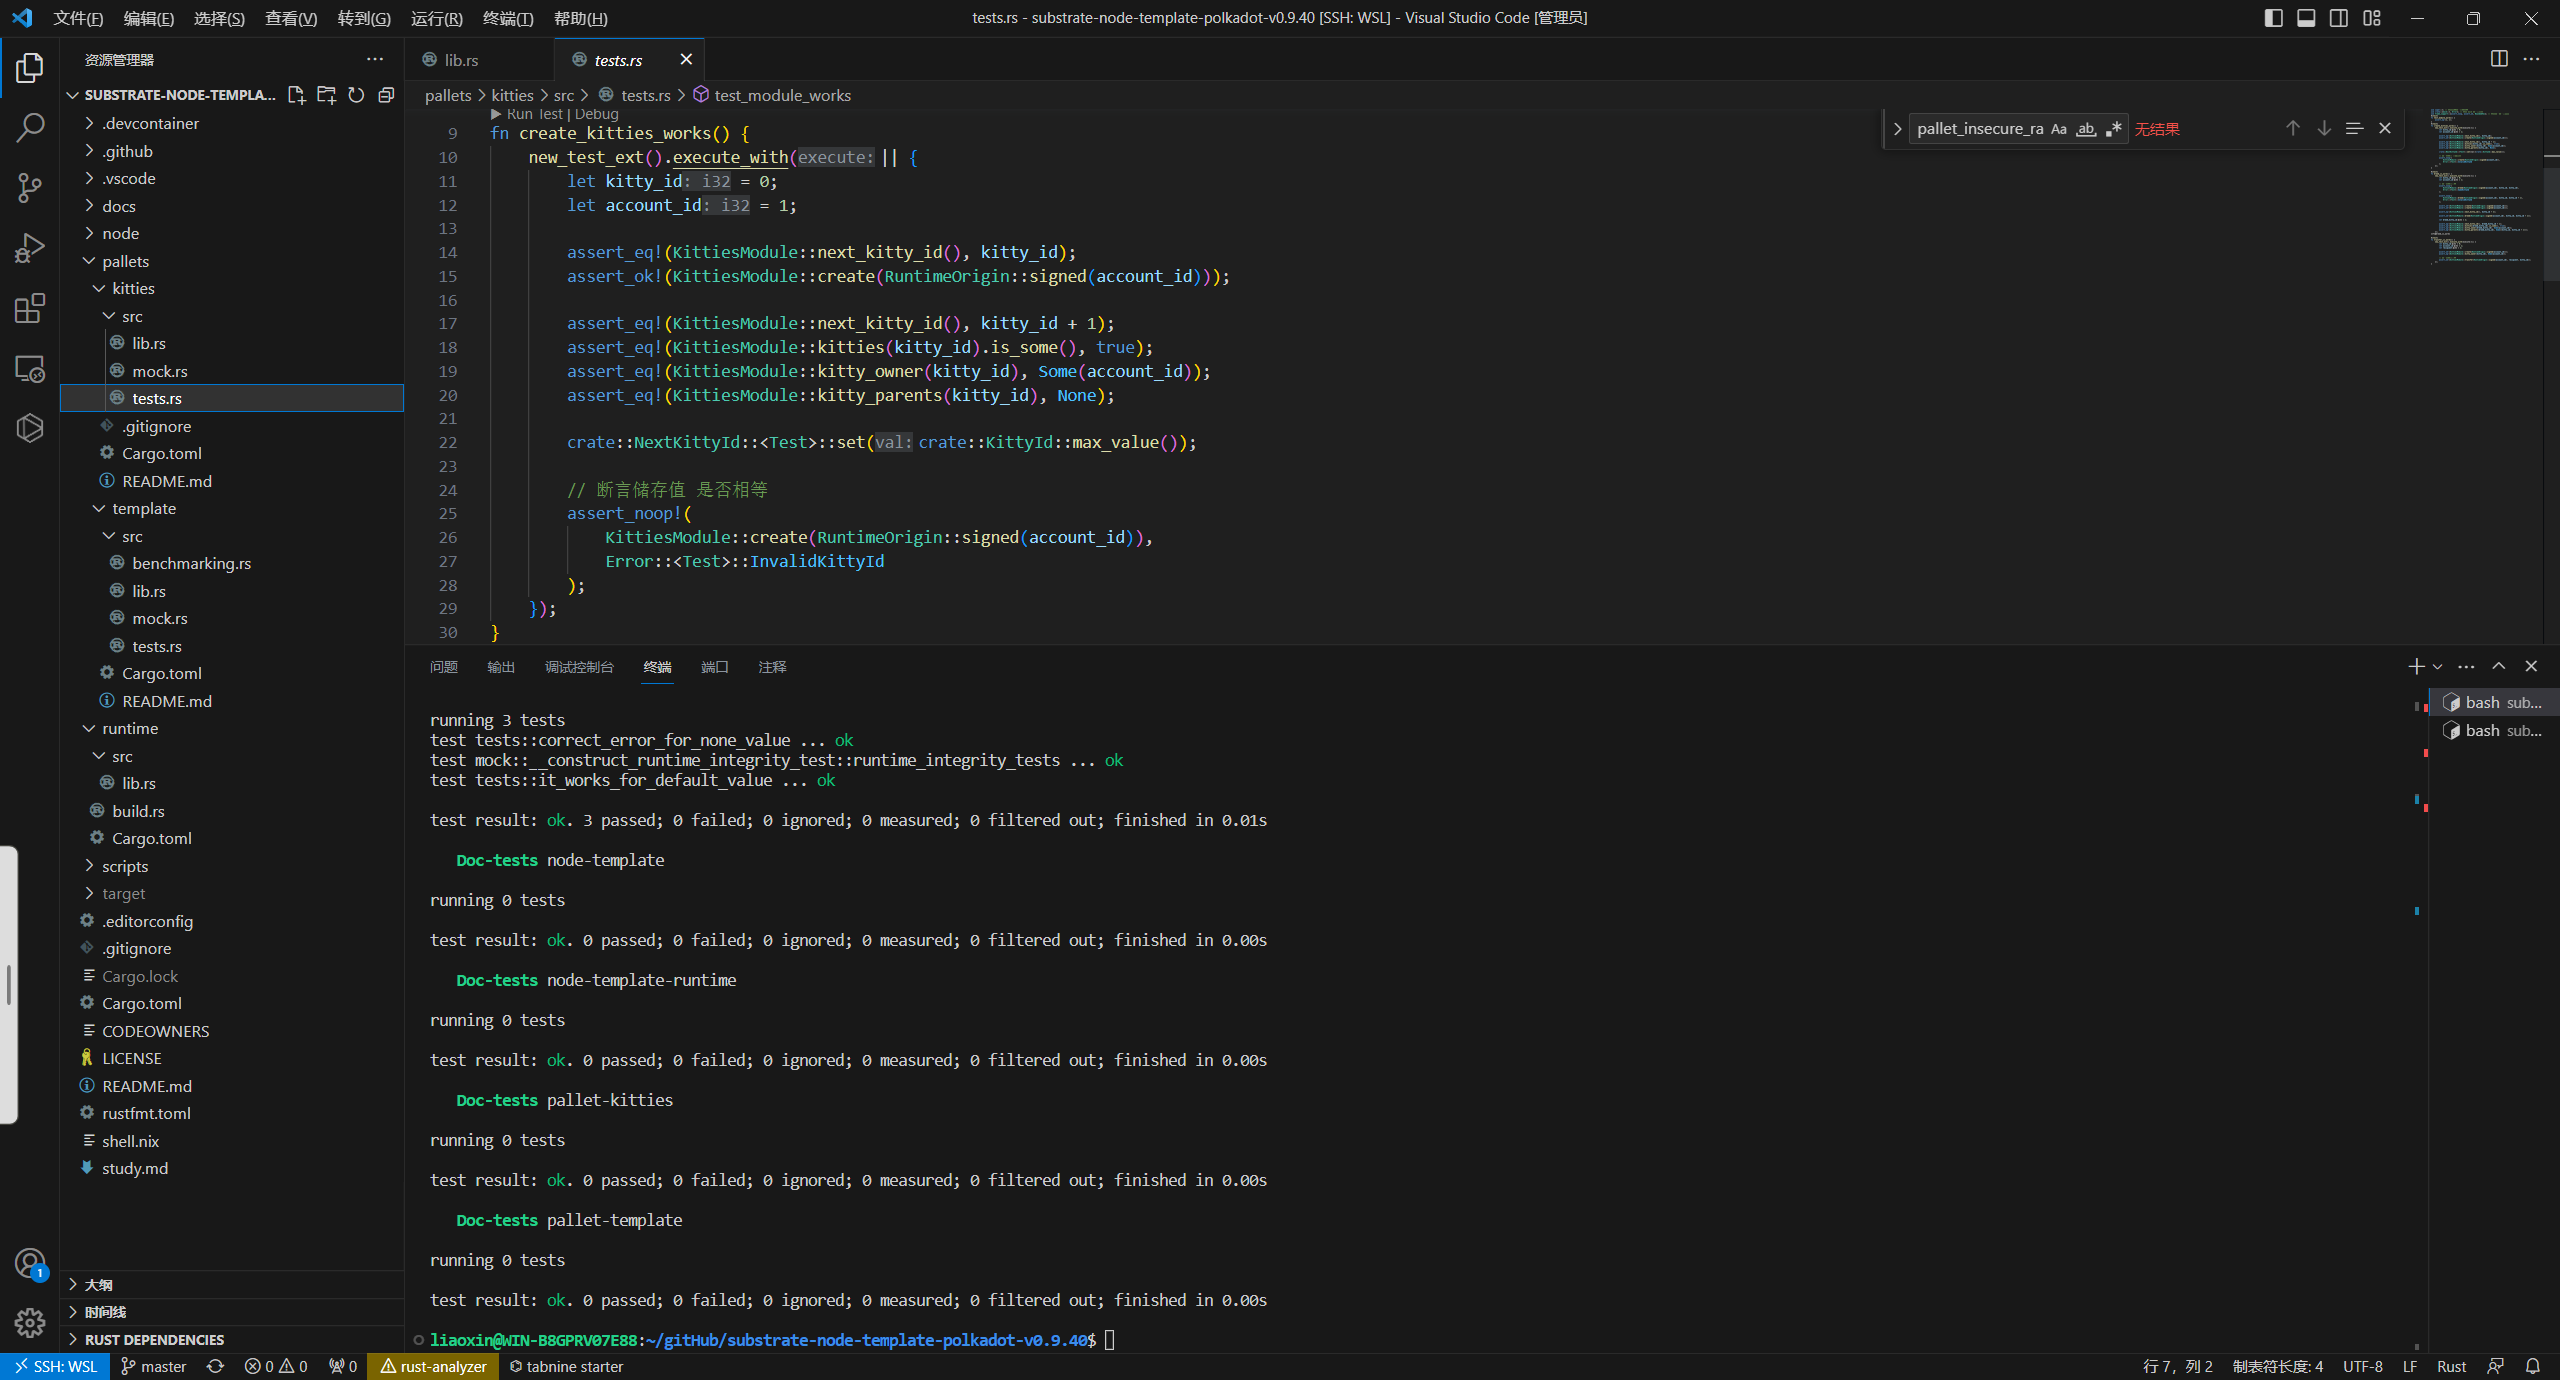 文件(F) 编辑(E) 选择(S) 查看(V) 转到(G) 运行(R) 终端(T) 帮助(H)
tests.rs - substrate-node-template-polkadot-v0.9.40 [SSH: WSL] - Visual Studio Code [管理员]
资源管理器
SUBSTRATE-NODE-TEMPLA...
.devcontainer
.github
.vscode
docs
node
pallets
kitties
src
lib.rs
mock.rs
tests.rs
.gitignore
Cargo.toml
README.md
template
src
benchmarking.rs
lib.rs
mock.rs
tests.rs
Cargo.toml
README.md
runtime
src
lib.rs
build.rs
Cargo.toml
scripts
target
.editorconfig
.gitignore
Cargo.lock
Cargo.toml
CODEOWNERS
LICENSE
README.md
rustfmt.toml
shell.nix
study.md
大纲
时间线
RUST DEPENDENCIES
lib.rs
tests.rs
pallets > kitties > src > tests.rs > test_module_works
pallet_insecure_ra Aa ab .* 无结果
Run Test | Debug
9 fn create_kitties_works() {
10 new_test_ext().execute_with(execute: || {
11 let kitty_id: i32 = 0;
12 let account_id: i32 = 1;
13
14 assert_eq!(KittiesModule::next_kitty_id(), kitty_id);
15 assert_ok!(KittiesModule::create(RuntimeOrigin::signed(account_id)));
16
17 assert_eq!(KittiesModule::next_kitty_id(), kitty_id + 1);
18 assert_eq!(KittiesModule::kitties(kitty_id).is_some(), true);
19 assert_eq!(KittiesModule::kitty_owner(kitty_id), Some(account_id));
20 assert_eq!(KittiesModule::kitty_parents(kitty_id), None);
21
22 crate::NextKittyId::<Test>::set(val: crate::KittyId::max_value());
23
24 // 断言储存值 是否相等
25 assert_noop!(
26 KittiesModule::create(RuntimeOrigin::signed(account_id)),
27 Error::<Test>::InvalidKittyId
28 );
29 });
30 }
问题 输出 调试控制台 终端 端口 注释
bash sub...
bash sub...
running 3 tests
test tests::correct_error_for_none_value ... ok
test mock::__construct_runtime_integrity_test::runtime_integrity_tests ... ok
test tests::it_works_for_default_value ... ok
test result: ok. 3 passed; 0 failed; 0 ignored; 0 measured; 0 filtered out; finished in 0.01s
Doc-tests node-template
running 0 tests
test result: ok. 0 passed; 0 failed; 0 ignored; 0 measured; 0 filtered out; finished in 0.00s
Doc-tests node-template-runtime
running 0 tests
test result: ok. 0 passed; 0 failed; 0 ignored; 0 measured; 0 filtered out; finished in 0.00s
Doc-tests pallet-kitties
running 0 tests
test result: ok. 0 passed; 0 failed; 0 ignored; 0 measured; 0 filtered out; finished in 0.00s
Doc-tests pallet-template
running 0 tests
test result: ok. 0 passed; 0 failed; 0 ignored; 0 measured; 0 filtered out; finished in 0.00s
liaoxin@WIN-B8GPRV07E88:~/gitHub/substrate-node-template-polkadot-v0.9.40$
1
SSH: WSL master 0 0 0 rust-analyzer tabnine starter
行 7，列 2 制表符长度: 4 UTF-8 LF Rust